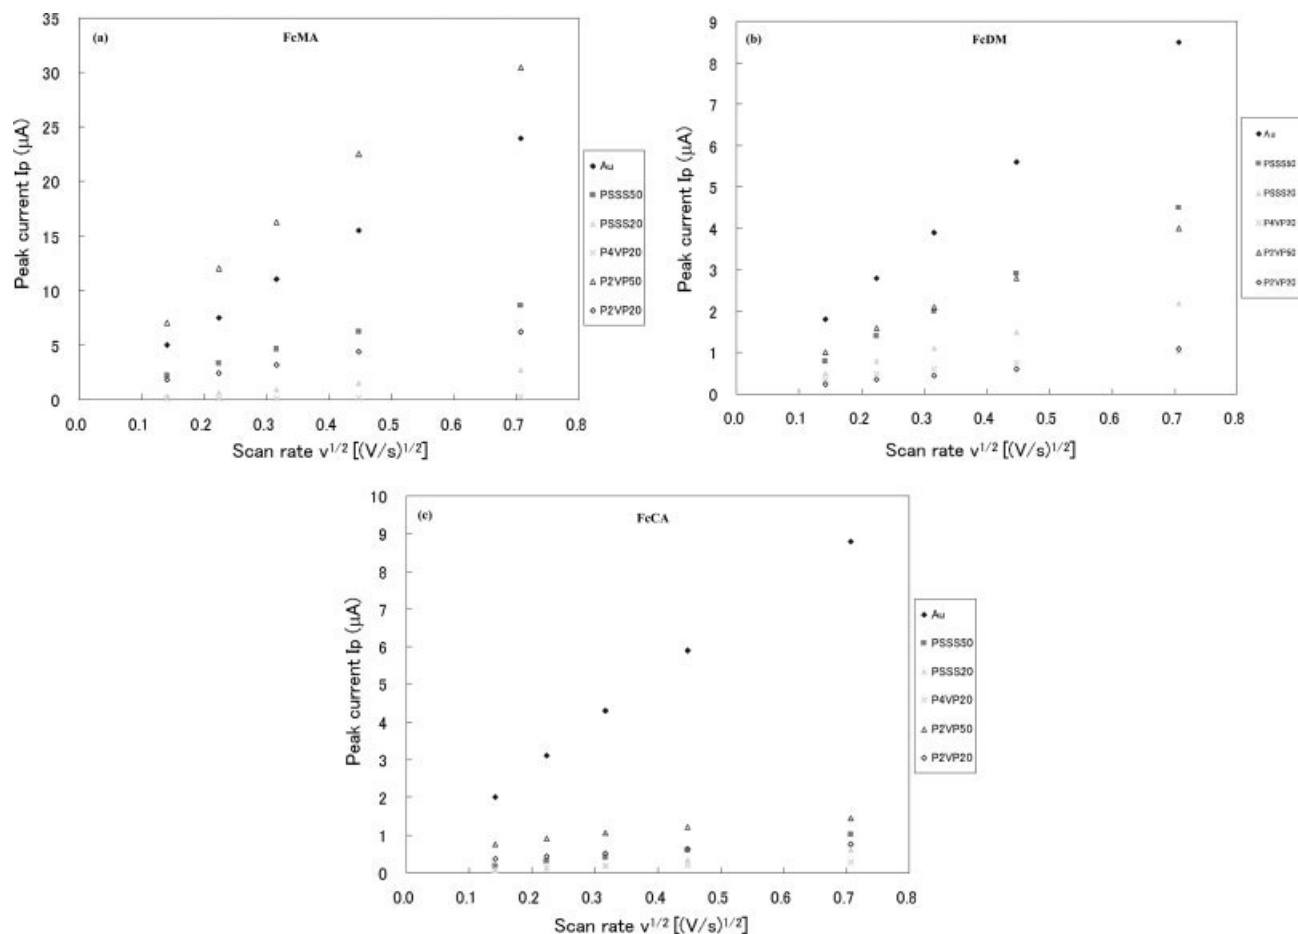 (a) FcMA
35
30
25
20
15
10
5
0
Peak current Ip (μA)
0.0 0.1 0.2 0.3 0.4 0.5 0.6 0.7 0.8
Scan rate v1/2 [(V/s)1/2]
Au
PSSS50
PSSS20
P4VP20
P2VP50
P2VP20
(b) FcDM
9
8
7
6
5
4
3
2
1
0
Peak current Ip (μA)
0.0 0.1 0.2 0.3 0.4 0.5 0.6 0.7 0.8
Scan rate v1/2 [(V/s)1/2]
Au
PSSS50
PSSS20
P4VP20
P2VP50
P2VP20
(c) FcCA
10
9
8
7
6
5
4
3
2
1
0
Peak current Ip (μA)
0.0 0.1 0.2 0.3 0.4 0.5 0.6 0.7 0.8
Scan rate v1/2 [(V/s)1/2]
Au
PSSS50
PSSS20
P4VP20
P2VP50
P2VP20